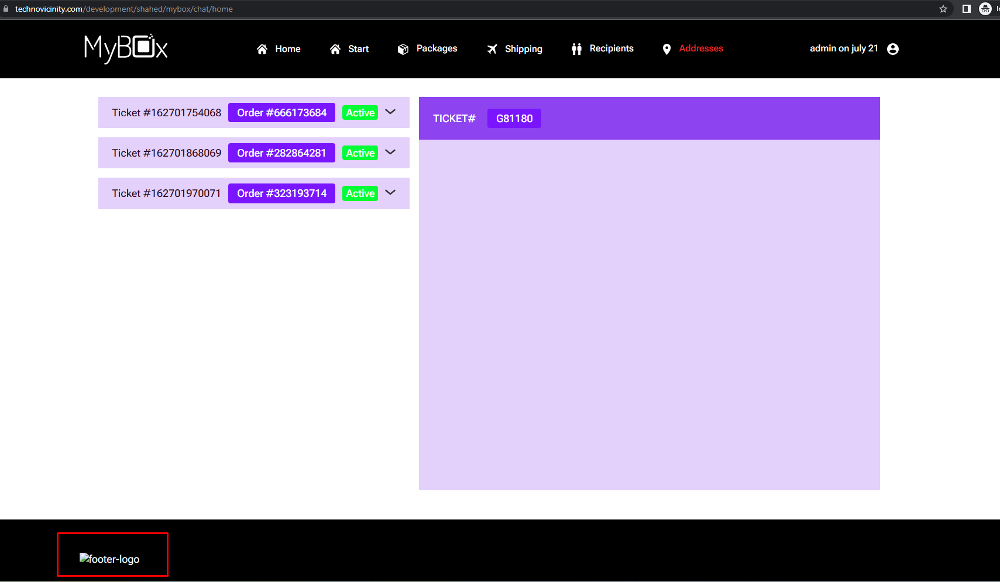 technovicinity.com/development/shahed/mybox/chat/home
MyBOx
Home Start Packages Shipping Recipients Addresses admin on july 21
Ticket #162701754068 Order #666173684 Active
Ticket #162701868069 Order #282864281 Active
Ticket #162701970071 Order #323193714 Active
TICKET# G81180
footer-logo